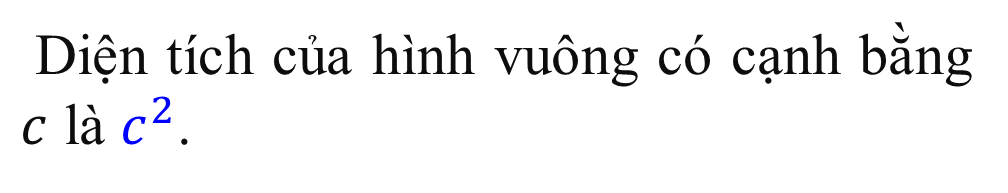 Diện tích của hình vuông có cạnh bằng
c là c².